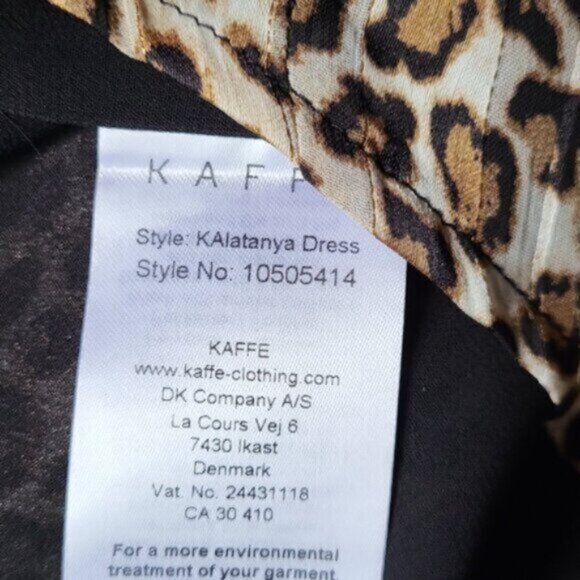 KAFF
Style: KAlatanya Dress
Style No: 10505414
KAFFE
www.kaffe-clothing.com
DK Company A/S
La Cours Vej 6
7430 Ikast
Denmark
Vat. No. 24431118
CA 30 410
For a more environmental
treatment of your garment